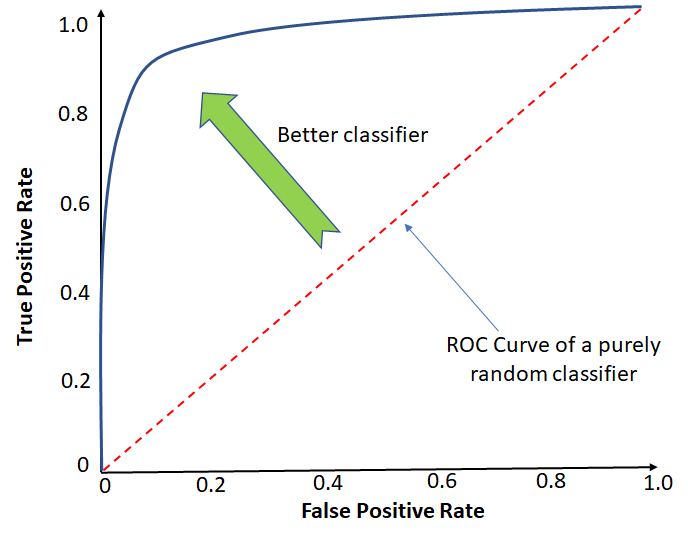 1.0
0.8
Better classifier
0.6
True Positive Rate
0.4
ROC Curve of a purely
random classifier
0.2
0
0
0.2
0.4
0.6
0.8
1.0
False Positive Rate